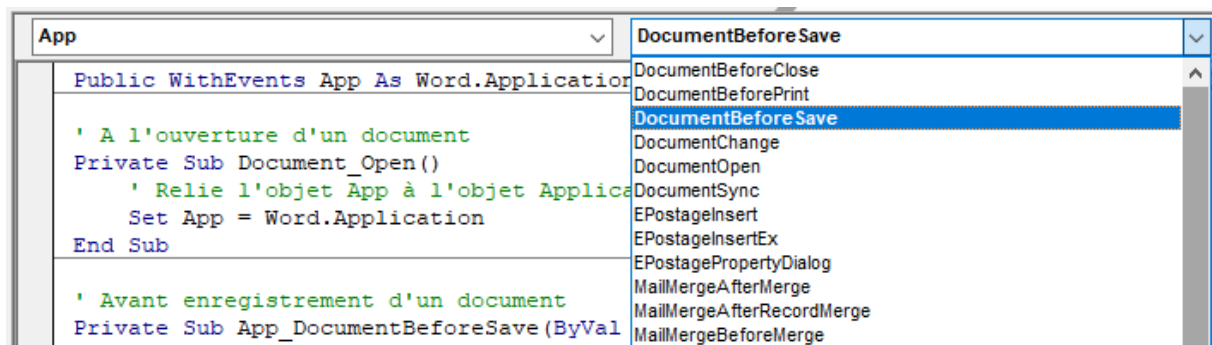 App
DocumentBeforeSave
Public WithEvents App As Word.Application
' A l'ouverture d'un document
Private Sub Document_Open()
' Relie l'objet App à l'objet Applica
Set App = Word.Application
End Sub
' Avant enregistrement d'un document
Private Sub App_DocumentBeforeSave(ByVal
DocumentBeforeClose
DocumentBeforePrint
DocumentBeforeSave
DocumentChange
DocumentOpen
DocumentSync
EPostageInsert
EPostageInsertEx
EPostagePropertyDialog
MailMergeAfterMerge
MailMergeAfterRecordMerge
MailMergeBeforeMerge